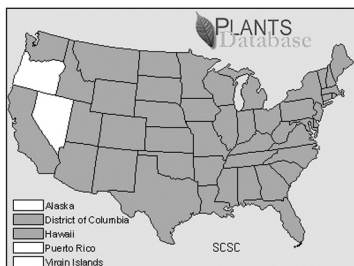 PLANTS
Database
Alaska
District of Columbia
Hawaii
Puerto Rico
Virgin Islands
SCSC